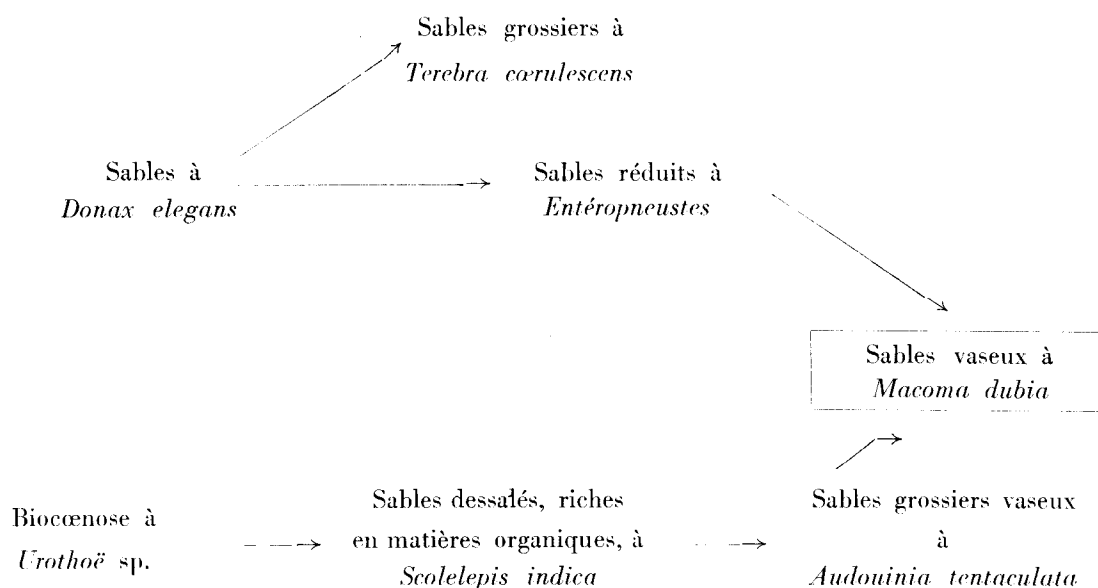 Sables grossiers à
Terebra cœrulescens
Sables à
Donax elegans
Sables réduits à
Entéropneustes
Sables vaseux à
Macoma dubia
Biocœnose à
Urothoë sp.
Sables dessalés, riches
en matières organiques, à
Scolelepis indica
Sables grossiers vaseux
à
Audouinia tentaculata